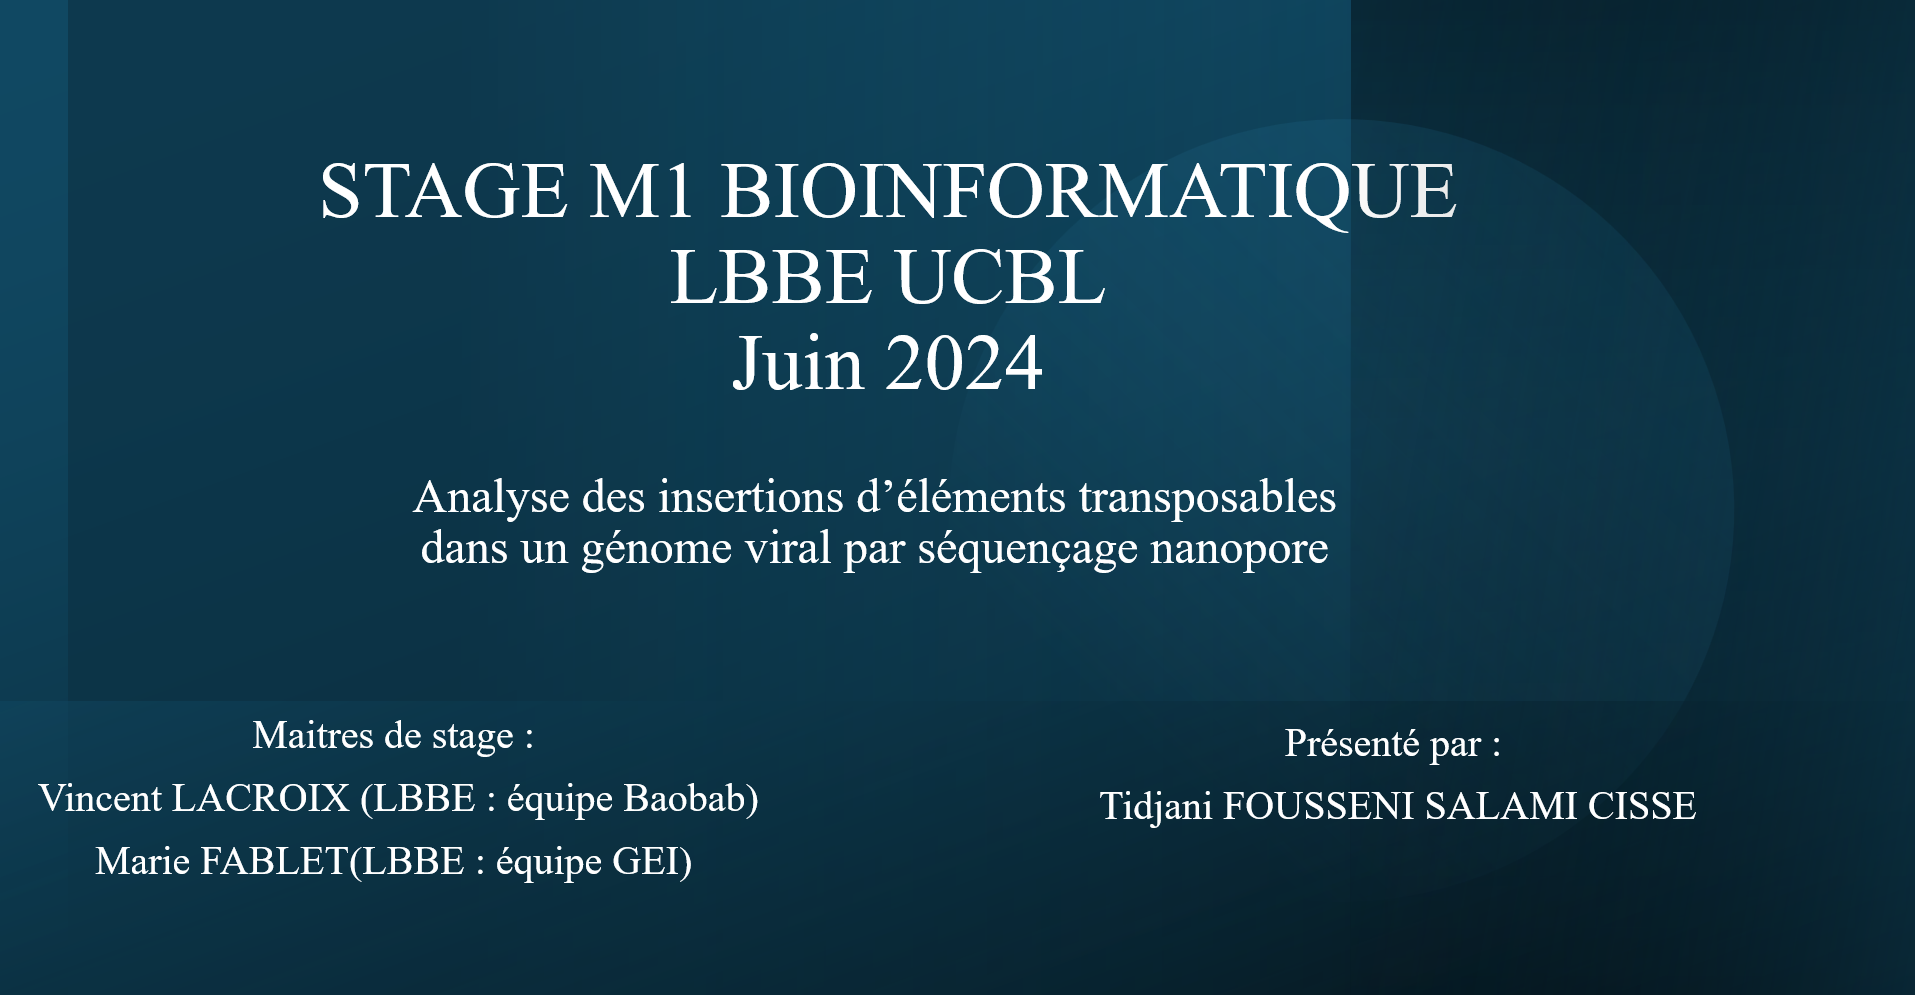 STAGE M1 BIOINFORMATIQUE
LBBE UCBL
Juin 2024
Analyse des insertions d’éléments transposables
dans un génome viral par séquençage nanopore
Maitres de stage :
Vincent LACROIX (LBBE : équipe Baobab)
Marie FABLET(LBBE : équipe GEI)
Présenté par :
Tidjani FOUSSENI SALAMI CISSE